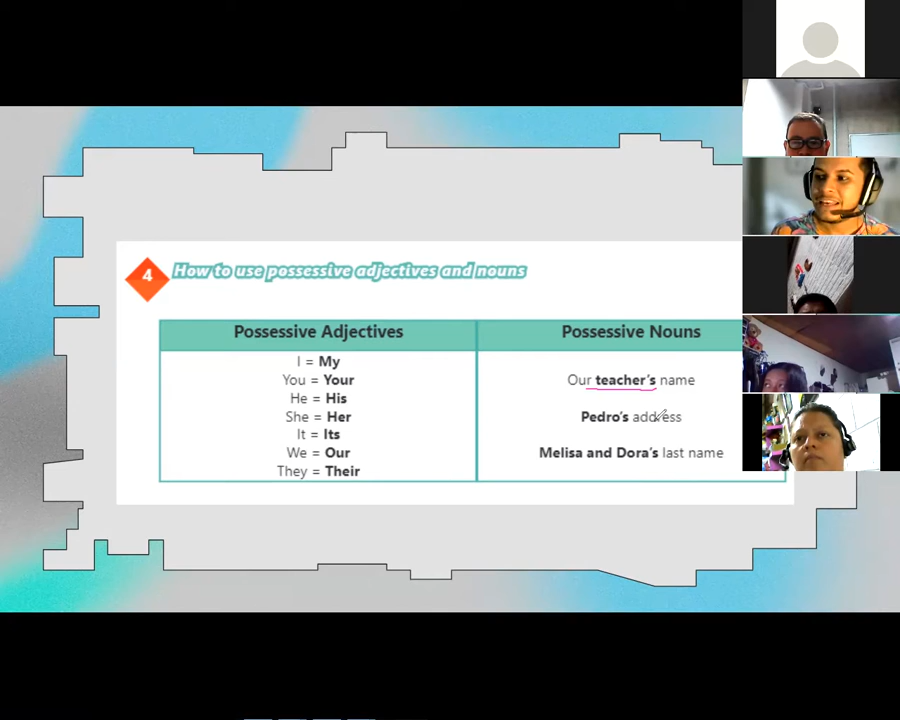 4
How to use possessive adjectives and nouns
Possessive Adjectives
I = My
You = Your
He = His
She = Her
It = Its
We = Our
They = Their
Possessive Nouns
Our teacher's name
Pedro's address
Melisa and Dora's last name